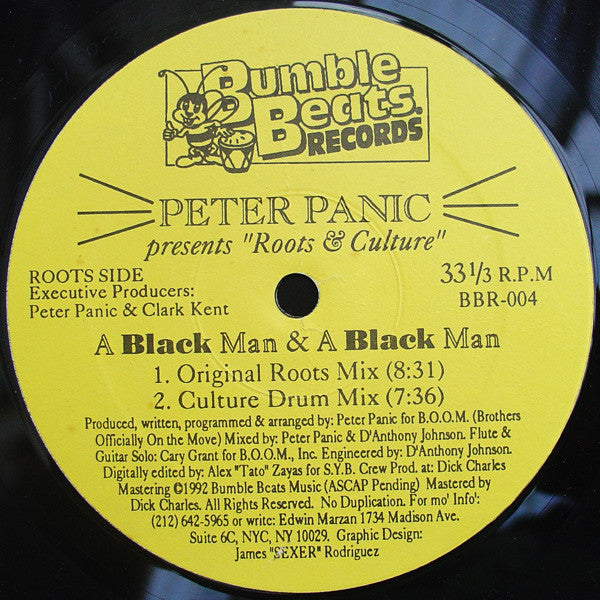 Bumble
Beats.
RECORDS
PETER PANIC
presents "Roots & Culture"
ROOTS SIDE
Executive Producers:
Peter Panic & Clark Kent
33 1/3 R.P.M
BBR-004
A Black Man & A Black Man
1. Original Roots Mix (8:31)
2. Culture Drum Mix (7:36)
Produced, written, programmed & arranged by: Peter Panic for B.O.O.M. (Brothers
Officially On the Move) Mixed by: Peter Panic & D'Anthony Johnson. Flute &
Guitar Solo: Cary Grant for B.O.O.M., Inc. Engineered by: D'Anthony Johnson.
Digitally edited by: Alex "Tato" Zayas for S.Y.B. Crew Prod. at: Dick Charles
Mastering ©1992 Bumble Beats Music (ASCAP Pending) Mastered by
Dick Charles. All Rights Reserved. No Duplication. For mo' Info':
(212) 642-5965 or write: Edwin Marzan 1734 Madison Ave.
Suite 6C, NYC, NY 10029. Graphic Design:
James "SEXER" Rodriguez